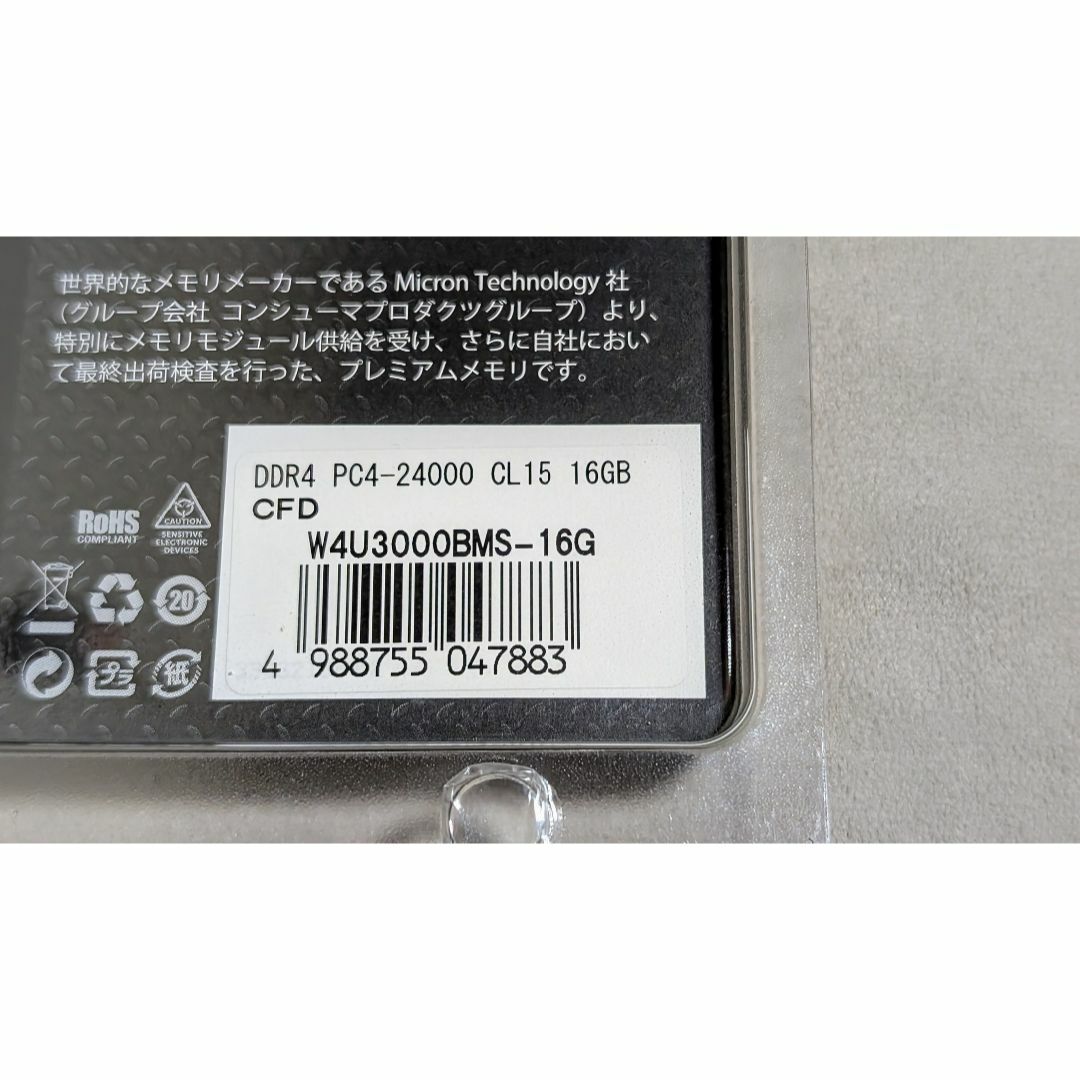 世界的なメモリメーカーである Micron Technology 社
（グループ会社 コンシューマプロダクツグループ）より、
特別にメモリモジュール供給を受け、さらに自社におい
て最終出荷検査を行った、プレミアムメモリです。
DDR4 PC4-24000 CL15 16GB
CFD
W4U3000BMS-16G
4 988755 047883
RoHS
COMPLIANT
CAUTION
SENSITIVE
ELECTRONIC
DEVICES
20
プラ
紙